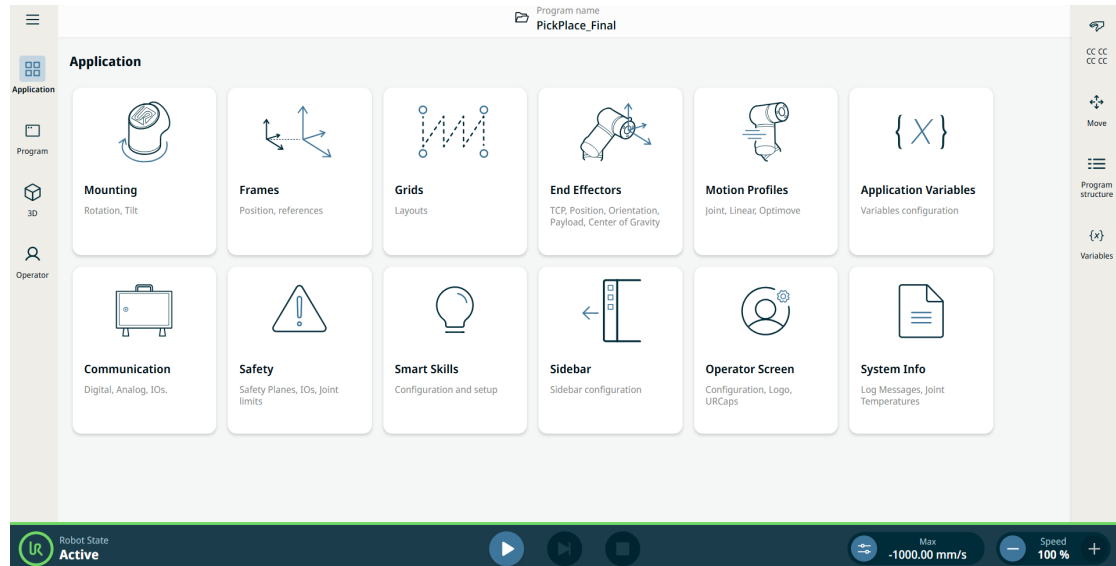 Program name
PickPlace_Final
CC CC
CC CC
Application
Application
Program
3D
Operator
Move
Program
structure
{x}
Variables
Mounting
Rotation, Tilt
Frames
Position, references
Grids
Layouts
End Effectors
TCP, Position, Orientation,
Payload, Center of Gravity
Motion Profiles
Joint, Linear, Optimove
{X}
Application Variables
Variables configuration
Communication
Digital, Analog, IOs.
Safety
Safety Planes, IOs, Joint
limits
Smart Skills
Configuration and setup
Sidebar
Sidebar configuration
Operator Screen
Configuration, Logo,
URCaps
System Info
Log Messages, Joint
Temperatures
UR
Robot State
Active
Max
-1000.00 mm/s
Speed
100 %